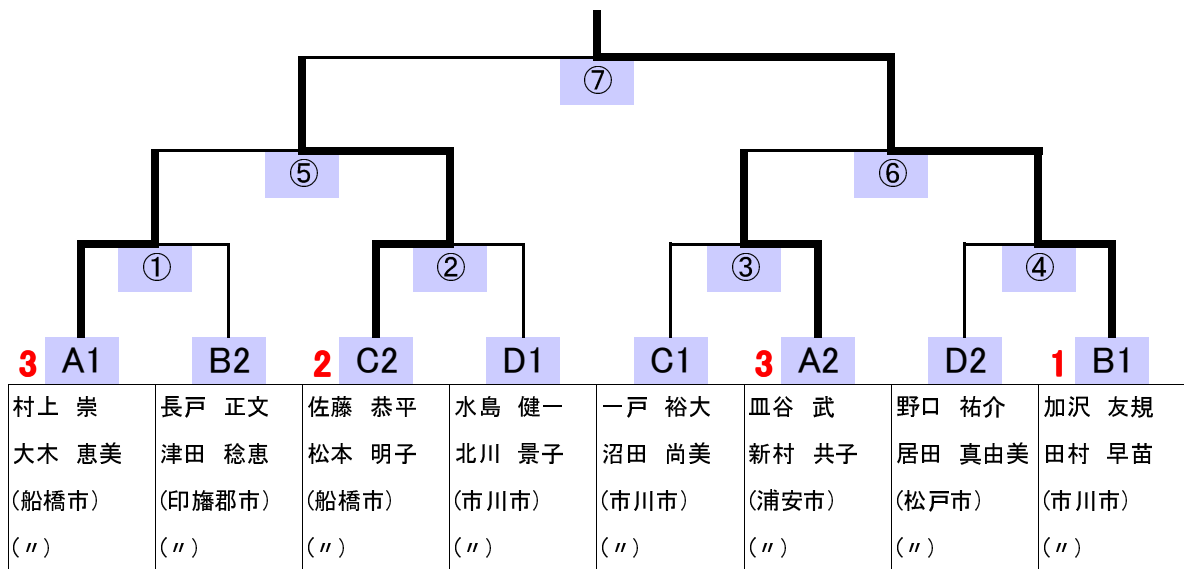 ⑦
⑤ ⑥
① ② ③ ④
3 A1 B2 2 C2 D1 C1 3 A2 D2 1 B1
村上 崇 長戸 正文 佐藤 恭平 水島 健一 一戸 裕大 皿谷 武 野口 祐介 加沢 友規
大木 恵美 津田 稔恵 松本 明子 北川 景子 沼田 尚美 新村 共子 居田 真由美 田村 早苗
(船橋市) (印旛郡市) (船橋市) (市川市) (市川市) (浦安市) (松戸市) (市川市)
(〃) (〃) (〃) (〃) (〃) (〃) (〃) (〃)